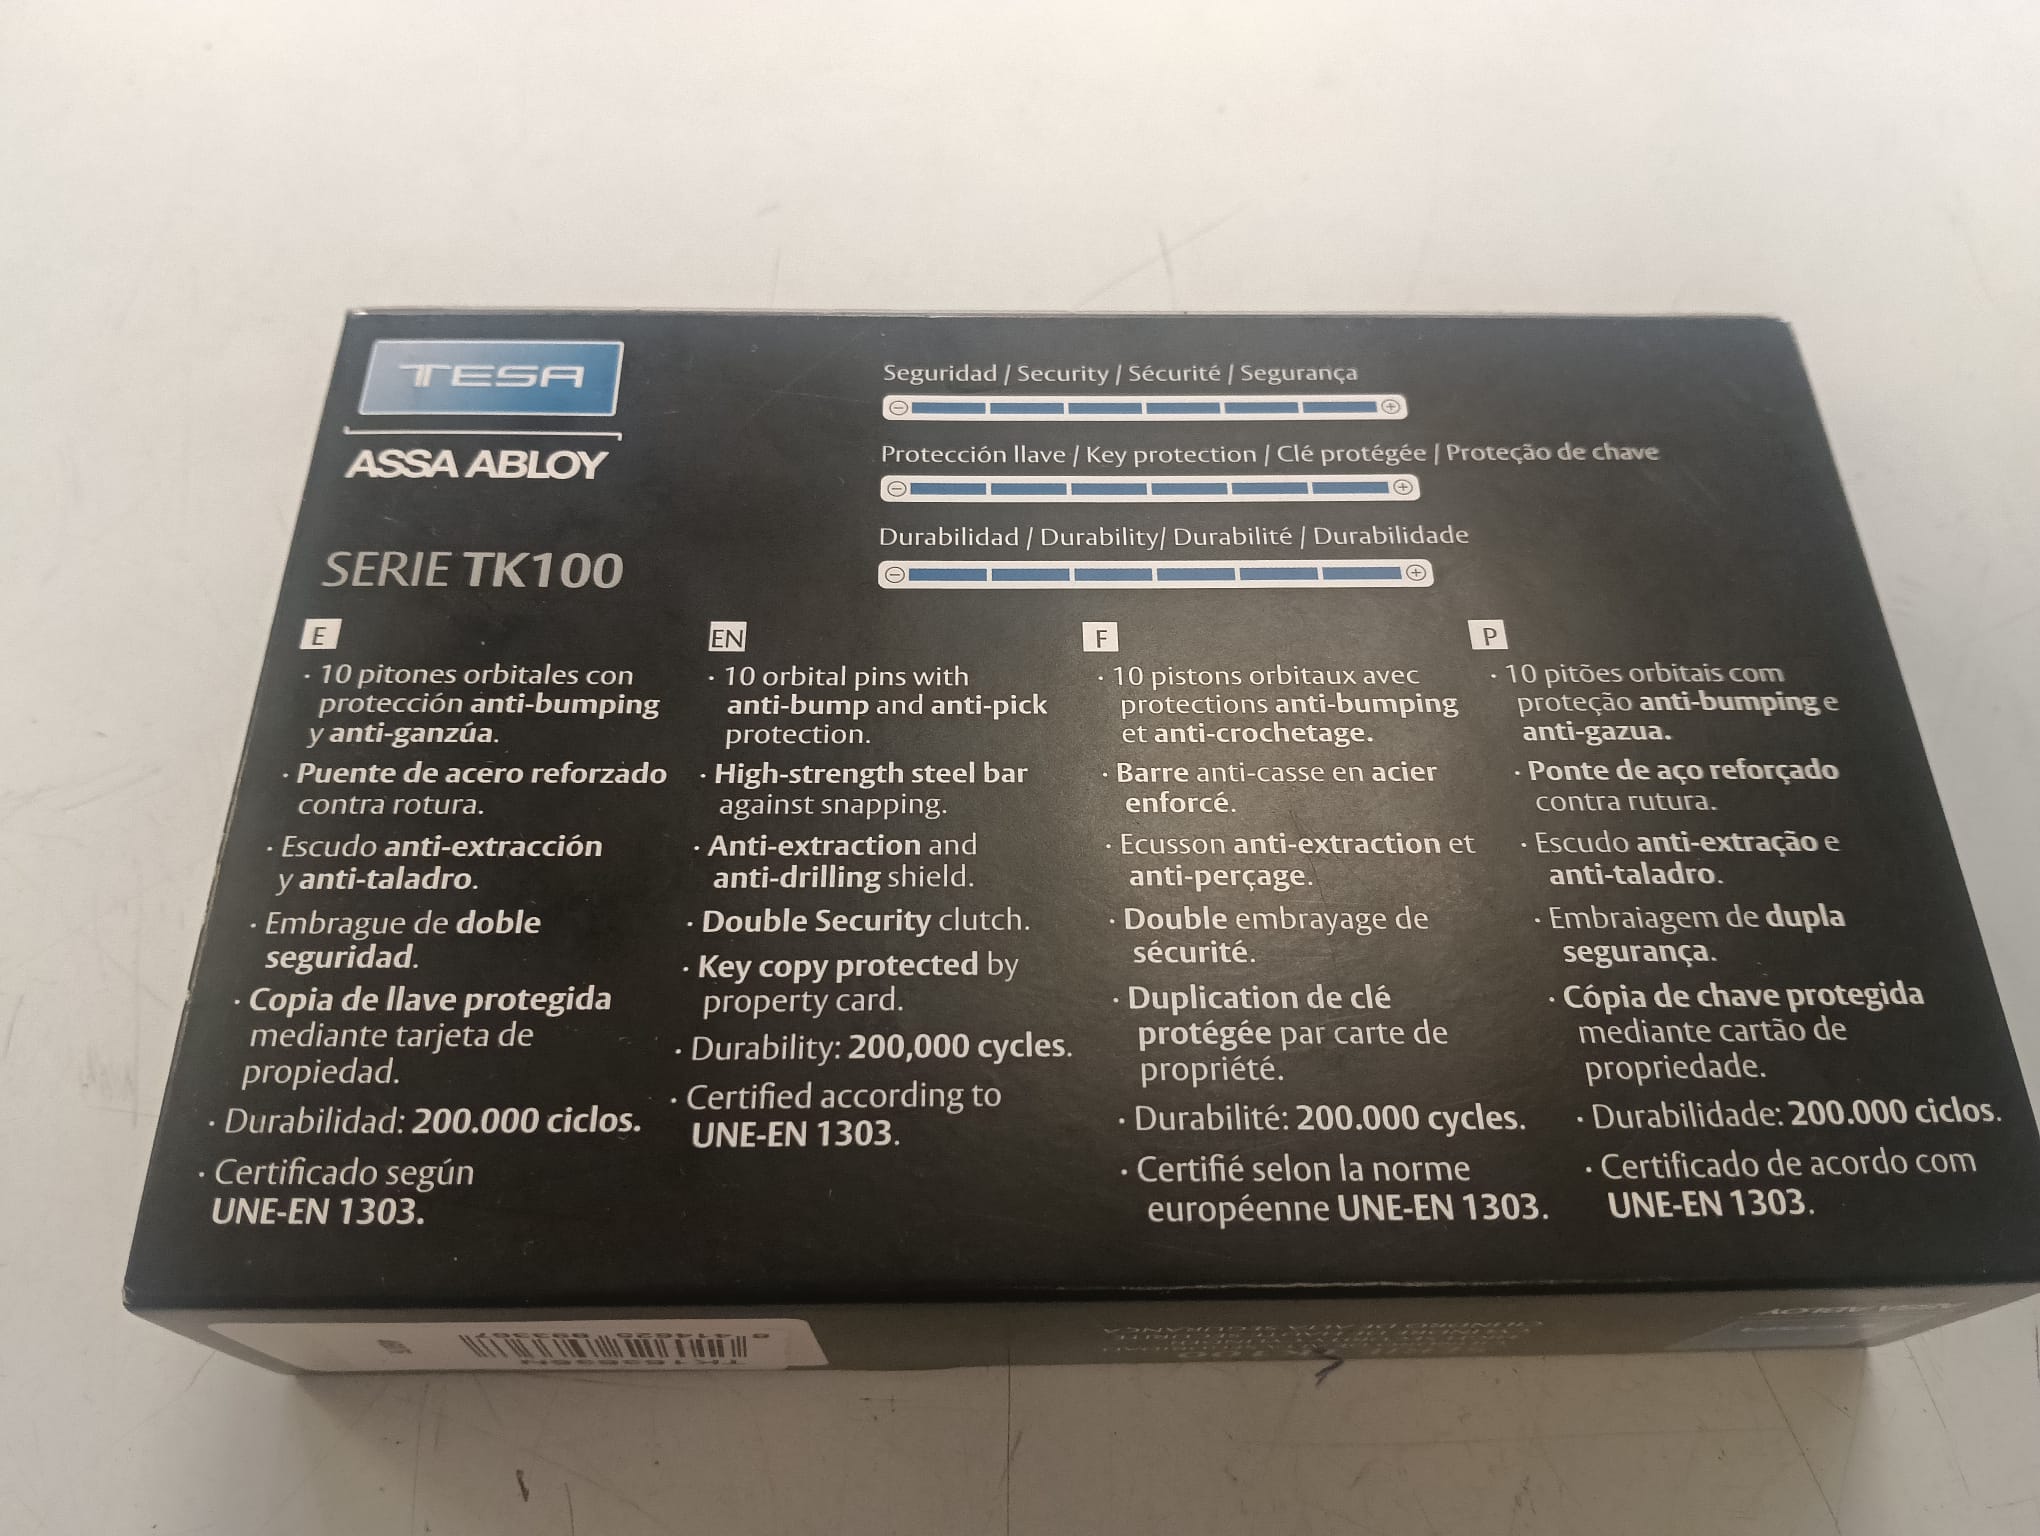 TESA
ASSA ABLOY
SERIE TK100
Seguridad / Security / Sécurité / Segurança
Protección llave / Key protection / Clé protégée / Proteção de chave
Durabilidad / Durability/ Durabilité / Durabilidade
E
· 10 pitones orbitales con
protección anti-bumping
y anti-ganzúa.
· Puente de acero reforzado
contra rotura.
· Escudo anti-extracción
y anti-taladro.
· Embrague de doble
seguridad.
· Copia de llave protegida
mediante tarjeta de
propiedad.
· Durabilidad: 200.000 ciclos.
· Certificado según
UNE-EN 1303.
EN
· 10 orbital pins with
anti-bump and anti-pick
protection.
· High-strength steel bar
against snapping.
· Anti-extraction and
anti-drilling shield.
· Double Security clutch.
· Key copy protected by
property card.
· Durability: 200,000 cycles.
· Certified according to
UNE-EN 1303.
F
· 10 pistons orbitaux avec
protections anti-bumping
et anti-crochetage.
· Barre anti-casse en acier
enforcé.
· Ecusson anti-extraction et
anti-perçage.
· Double embrayage de
sécurité.
· Duplication de clé
protégée par carte de
propriété.
· Durabilité: 200.000 cycles.
· Certifié selon la norme
européenne UNE-EN 1303.
P
· 10 pitões orbitais com
proteção anti-bumping e
anti-gazua.
· Ponte de aço reforçado
contra rutura.
· Escudo anti-extração e
anti-taladro.
· Embraiagem de dupla
segurança.
· Cópia de chave protegida
mediante cartão de
propriedade.
· Durabilidade: 200.000 ciclos.
· Certificado de acordo com
UNE-EN 1303.
ASSA ABLOY